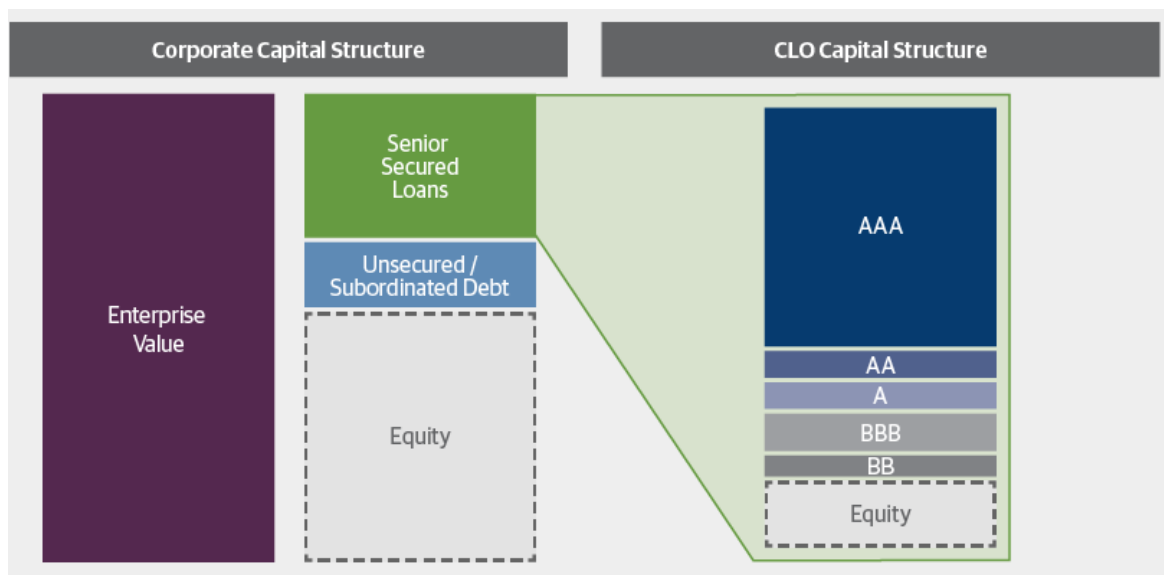 Corporate Capital Structure
CLO Capital Structure
Enterprise
Value
Senior
Secured
Loans
Unsecured /
Subordinated Debt
Equity
AAA
AA
A
BBB
BB
Equity